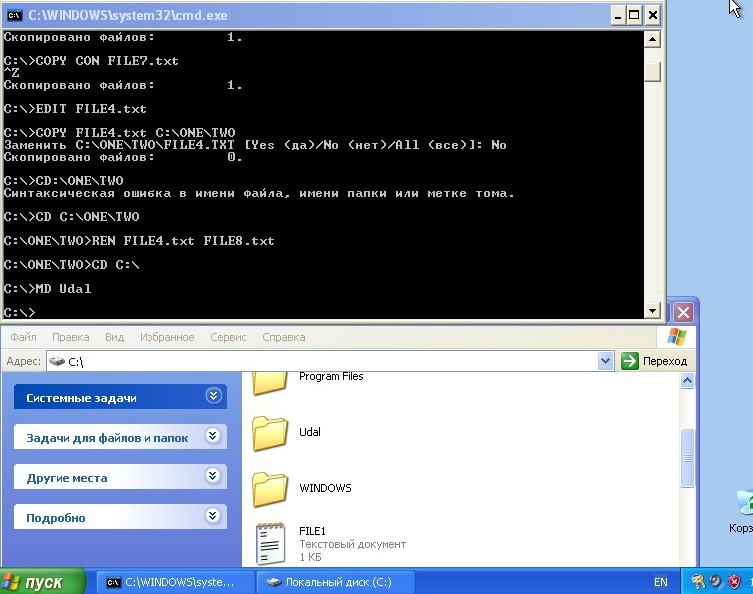 C:\WINDOWS\system32\cmd.exe
Скопировано файлов:         1.
C:\>COPY CON FILE7.txt
^Z
Скопировано файлов:         1.
C:\>EDIT FILE4.txt
C:\>COPY FILE4.txt C:\ONE\TWO
Заменить C:\ONE\TWO\FILE4.TXT [Yes (да)/No (нет)/All (все)]: No
Скопировано файлов:         0.
C:\>CD:\ONE\TWO
Синтаксическая ошибка в имени файла, имени папки или метке тома.
C:\>CD C:\ONE\TWO
C:\ONE\TWO>REN FILE4.txt FILE8.txt
C:\ONE\TWO>CD C:\
C:\>MD Udal
C:\>
Файл Правка Вид Избранное Сервис Справка
Адрес: C:\ Переход
Program Files
Системные задачи
Udal
Задачи для файлов и папок
Другие места
WINDOWS
Подробно
FILE1
Текстовый документ
1 КБ
Корз
пуск C:\WINDOWS\syste... Локальный диск (C:) EN